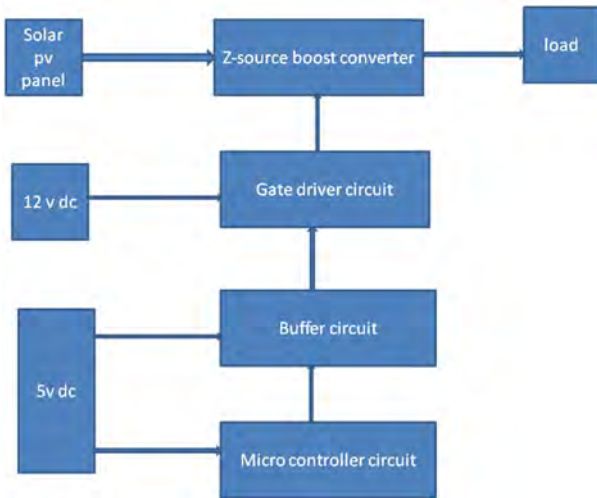 Solar
pv
panel
Z-source boost converter
load
12 v dc
Gate driver circuit
5v dc
Buffer circuit
Micro controller circuit